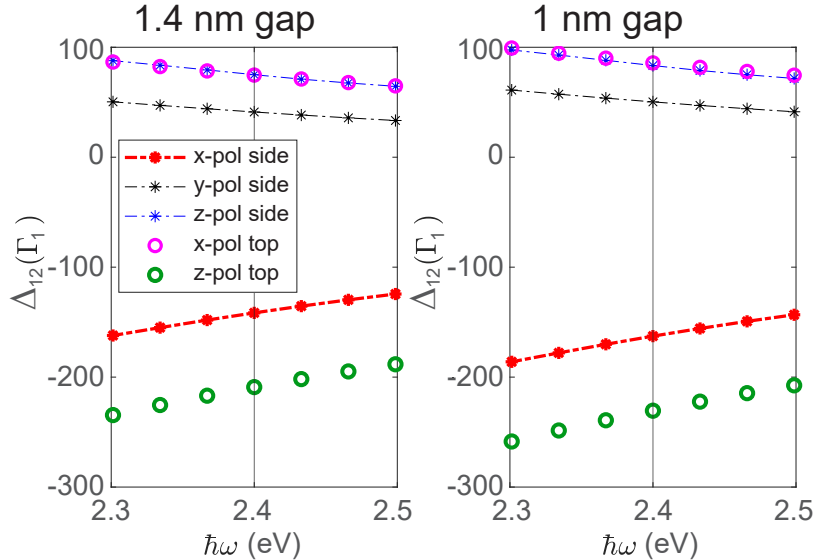 1.4 nm gap
100
0
-100
-200
-300
Δ₁₂(Γ₁)
x-pol side
y-pol side
z-pol side
x-pol top
z-pol top
2.3
2.4
2.5
ħω (eV)
1 nm gap
100
0
-100
-200
-300
Δ₁₂(Γ₁)
2.3
2.4
2.5
ħω (eV)